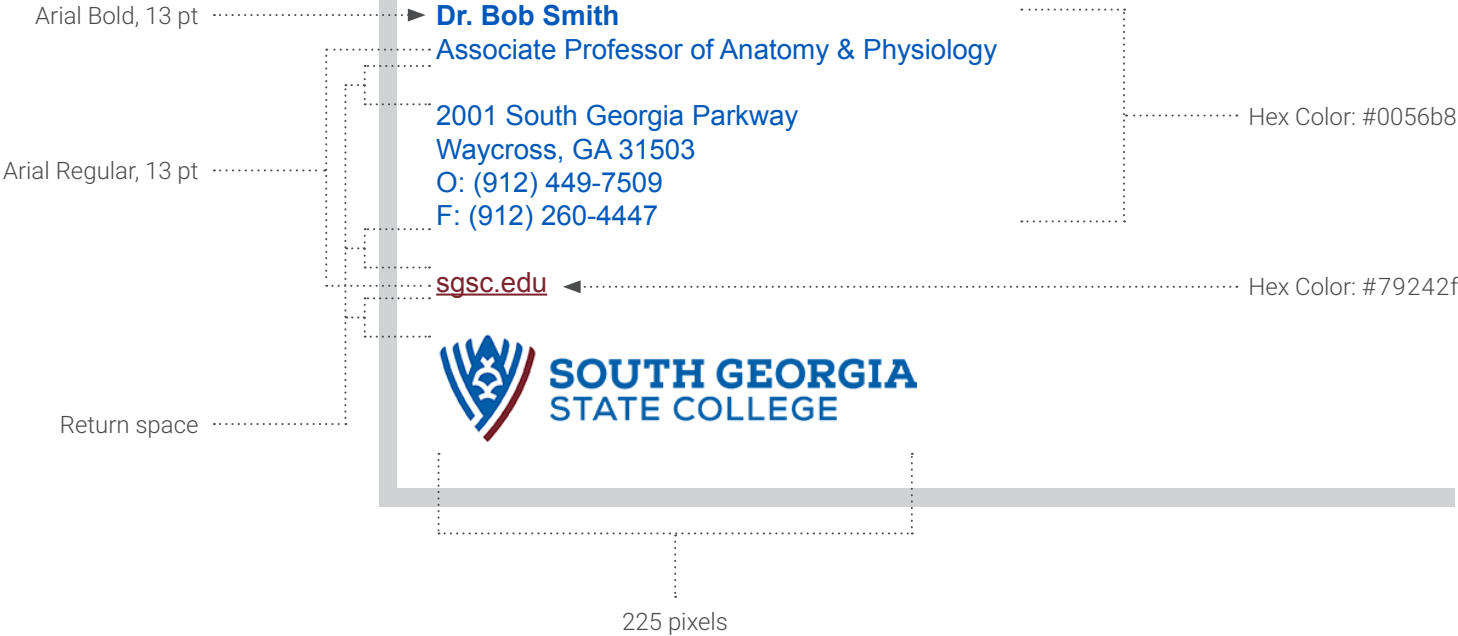 Arial Bold, 13 pt
Dr. Bob Smith
Associate Professor of Anatomy & Physiology
2001 South Georgia Parkway
Hex Color: #0056b8
Waycross, GA 31503
Arial Regular, 13 pt
O: (912) 449-7509
F: (912) 260-4447
sgsc.edu
Hex Color: #79242f
SOUTH GEORGIA
STATE COLLEGE
Return space
225 pixels